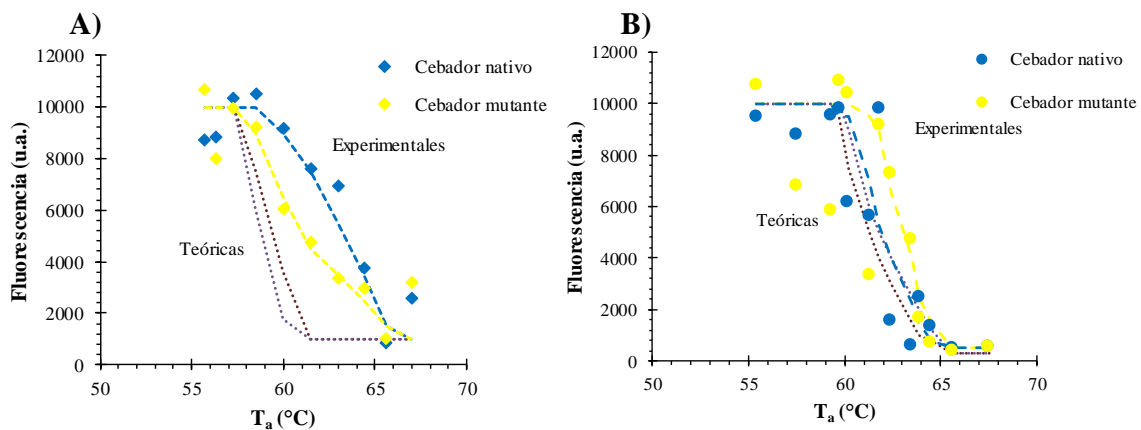 A)
Cebador nativo
Cebador mutante
Experimentales
Teóricas
Fluorescencia (u.a.)
12000
10000
8000
6000
4000
2000
0
50 55 60 65 70
Ta (°C)
B)
Cebador nativo
Cebador mutante
Experimentales
Teóricas
Fluorescencia (u.a.)
12000
10000
8000
6000
4000
2000
0
50 55 60 65 70
Ta (°C)